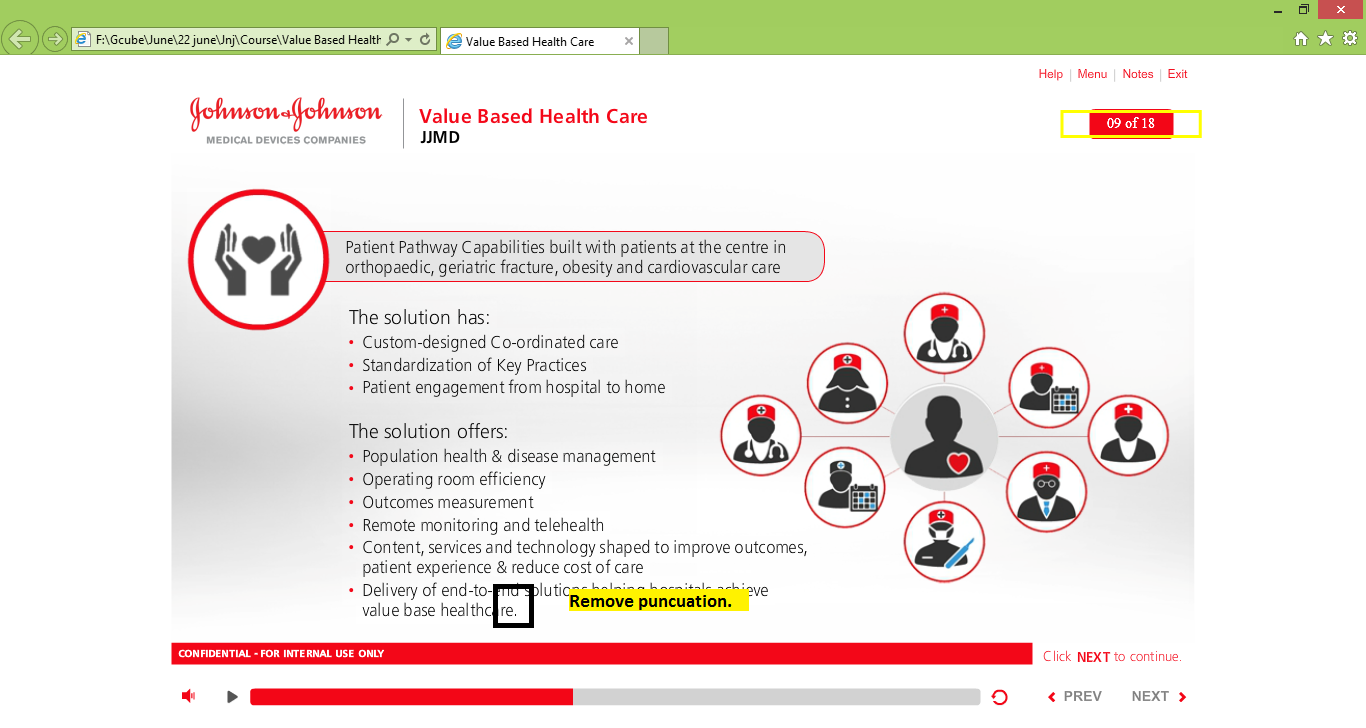 F:\Gcube\June\22 june\Jnj\Course\Value Based Health
Value Based Health Care
Help | Menu | Notes | Exit
Johnson & Johnson
MEDICAL DEVICES COMPANIES
Value Based Health Care
JJMD
09 of 18
Patient Pathway Capabilities built with patients at the centre in
orthopaedic, geriatric fracture, obesity and cardiovascular care
The solution has:
• Custom-designed Co-ordinated care
• Standardization of Key Practices
• Patient engagement from hospital to home
The solution offers:
• Population health & disease management
• Operating room efficiency
• Outcomes measurement
• Remote monitoring and telehealth
• Content, services and technology shaped to improve outcomes,
patient experience & reduce cost of care
• Delivery of end-to-end solutions helping hospitals achieve
value base healthcare.
Remove puncuation.
CONFIDENTIAL - FOR INTERNAL USE ONLY
Click NEXT to continue.
PREV
NEXT